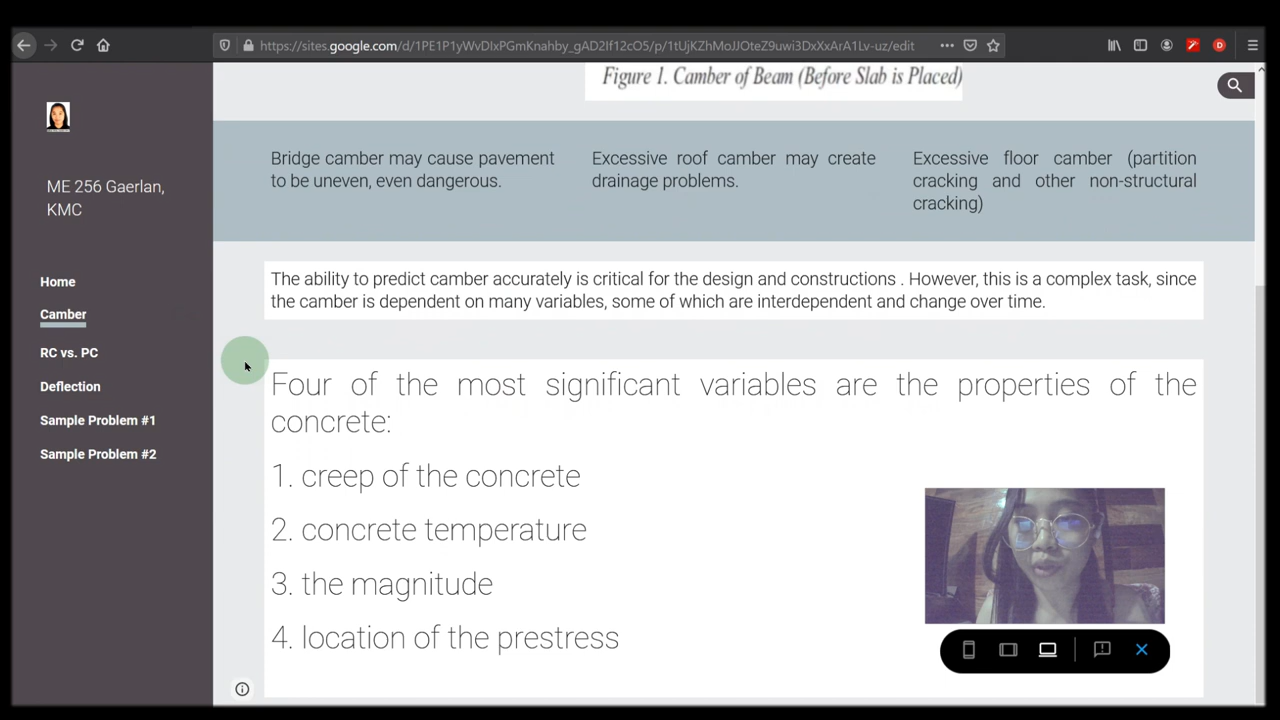 https://sites.google.com/d/1PE1P1yWvDIxPGmKnahby_gAD2If12cO5/p/1tUjKZhMoJJOteZ9uwi3DxXxArA1Lv-uz/edit
Figure 1. Camber of Beam (Before Slab is Placed)
ME 256 Gaerlan,
KMC
Home
Camber
RC vs. PC
Deflection
Sample Problem #1
Sample Problem #2
Bridge camber may cause pavement
to be uneven, even dangerous.
Excessive roof camber may create
drainage problems.
Excessive floor camber (partition
cracking and other non-structural
cracking)
The ability to predict camber accurately is critical for the design and constructions . However, this is a complex task, since
the camber is dependent on many variables, some of which are interdependent and change over time.
Four of the most significant variables are the properties of the
concrete:
1. creep of the concrete
2. concrete temperature
3. the magnitude
4. location of the prestress